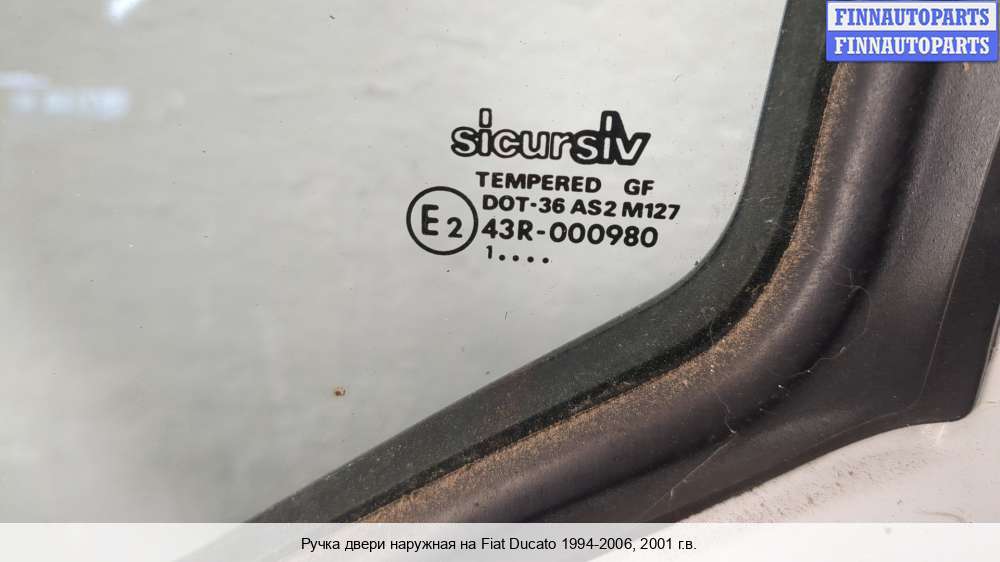 FINNAUTOPARTS
FINNAUTOPARTS
sicursiv
TEMPERED GF
DOT-36 AS2 M127
E2
43R-000980
1....
Ручка двери наружная на Fiat Ducato 1994-2006, 2001 г.в.